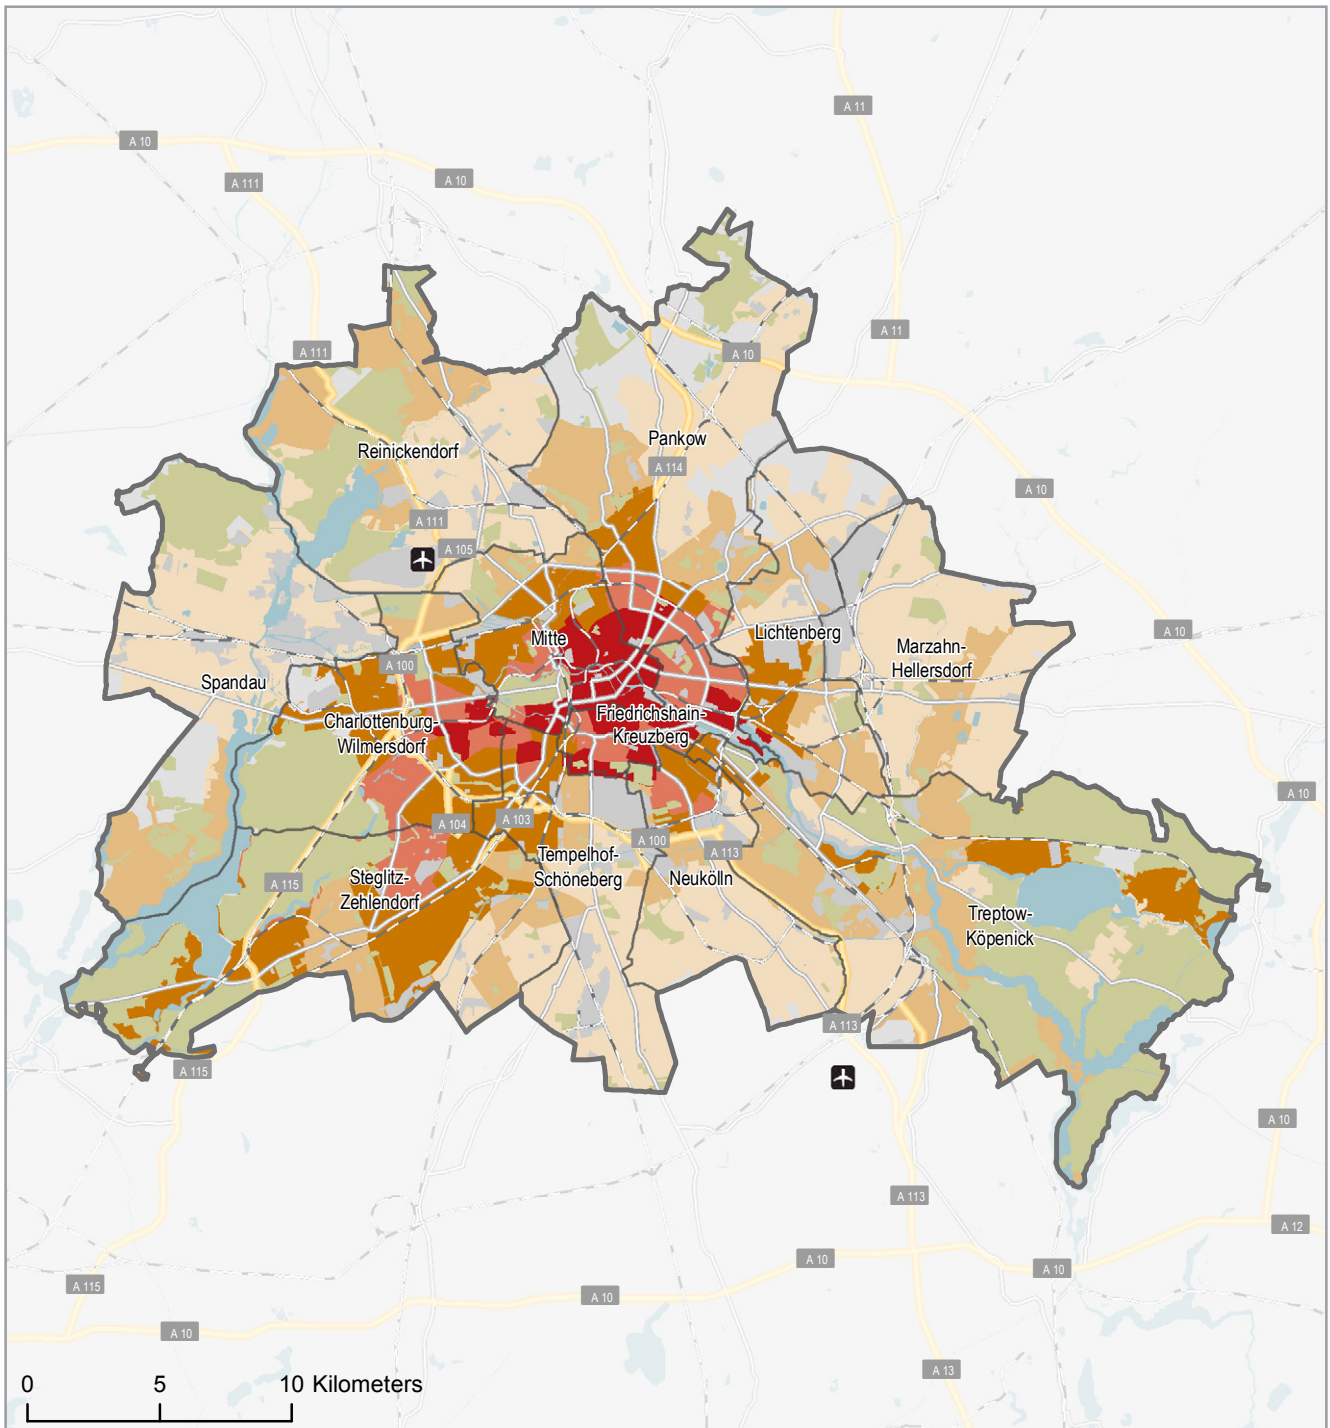 A 11
A 10
A 10
A 111
A 11
A 111
A 10
Reinickendorf
Pankow
A 114
A 10
A 111
A 105
Mitte
Lichtenberg
A 10
Marzahn-
Hellersdorf
A 100
Spandau
Charlottenburg-
Wilmersdorf
Friedrichshain-
Kreuzberg
A 10
A 104
A 103
A 100
A 113
Tempelhof-
Schöneberg
Neukölln
A 115
Steglitz-
Zehlendorf
Treptow-
Köpenick
A 113
A 115
A 10
A 113
A 12
A 10
A 10
A 115
A 10
A 10
A 13
0 5 10 Kilometers